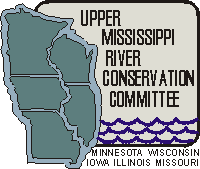 UPPER
MISSISSIPPI
RIVER
CONSERVATION
COMMITTEE
MINNESOTA WISCONSIN
IOWA ILLINOIS MISSOURI